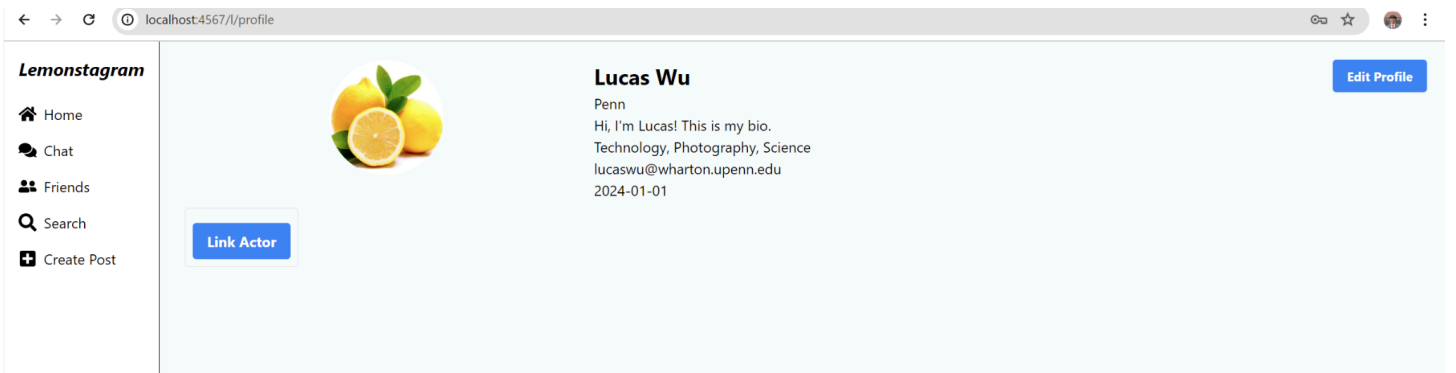 localhost:4567/l/profile
Lemonstagram
Home
Chat
Friends
Search
Create Post
Lucas Wu
Penn
Hi, I'm Lucas! This is my bio.
Technology, Photography, Science
lucaswu@wharton.upenn.edu
2024-01-01
Edit Profile
Link Actor